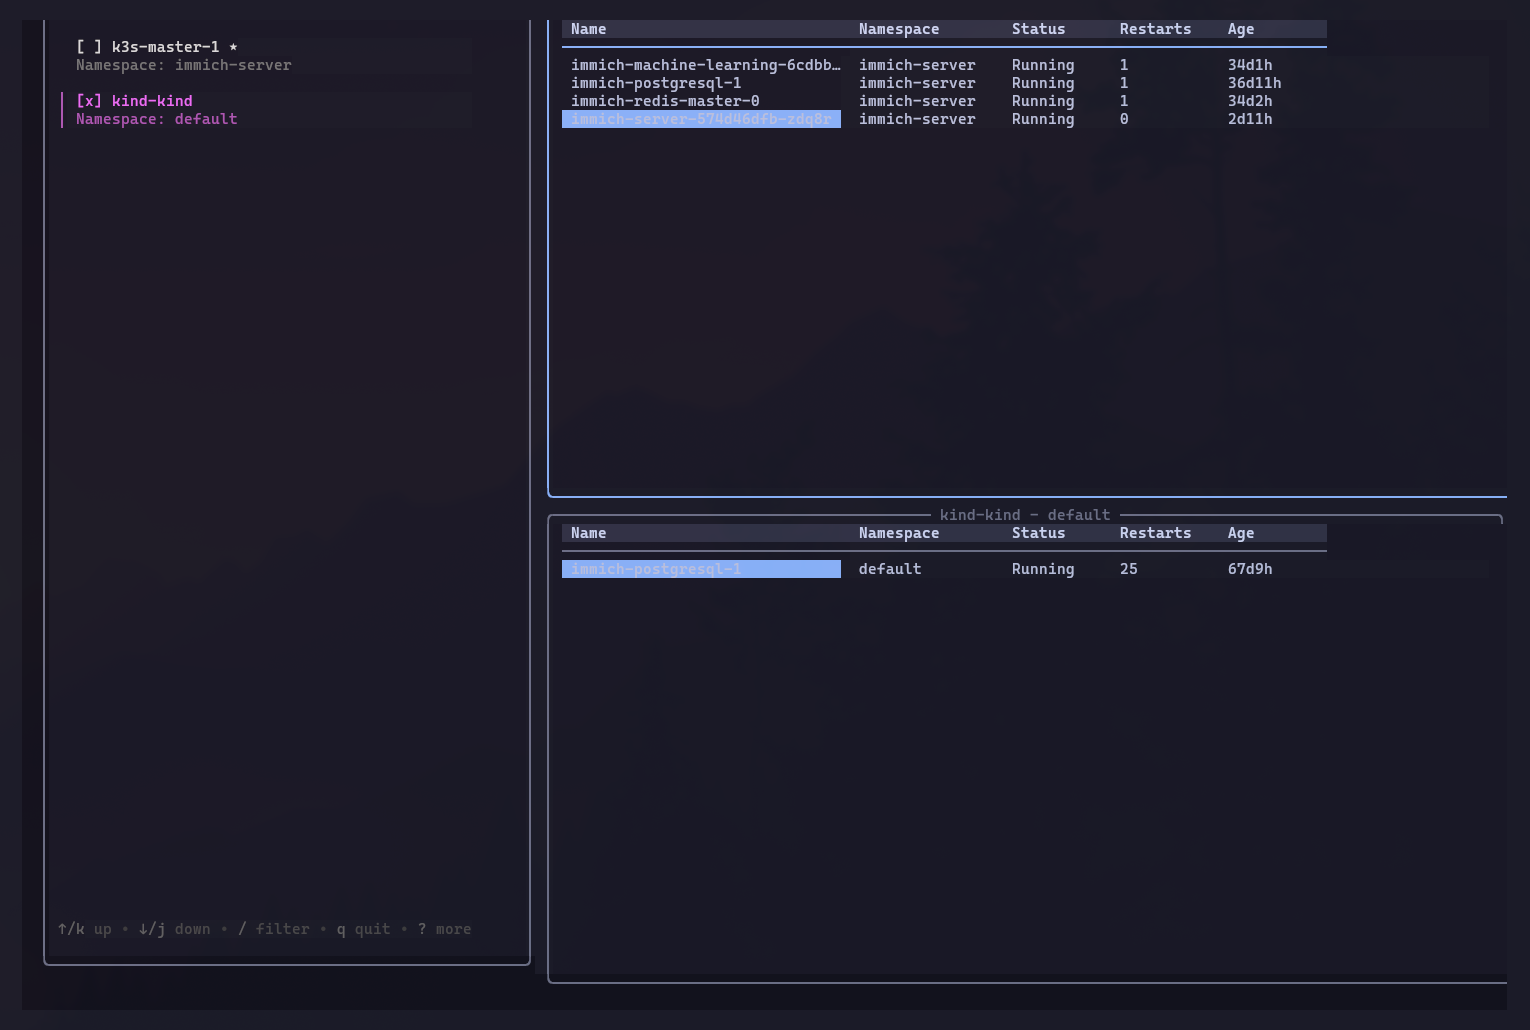 [ ] k3s-master-1 ★
Namespace: immich-server
[x] kind-kind
Namespace: default
↑/k up • ↓/j down • / filter • q quit • ? more
Name Namespace Status Restarts Age
immich-machine-learning-6cdbb… immich-server Running 1 34d1h
immich-postgresql-1 immich-server Running 1 36d11h
immich-redis-master-0 immich-server Running 1 34d2h
immich-server-574d46dfb-zdq8r immich-server Running 0 2d11h
kind-kind - default
Name Namespace Status Restarts Age
immich-postgresql-1 default Running 25 67d9h